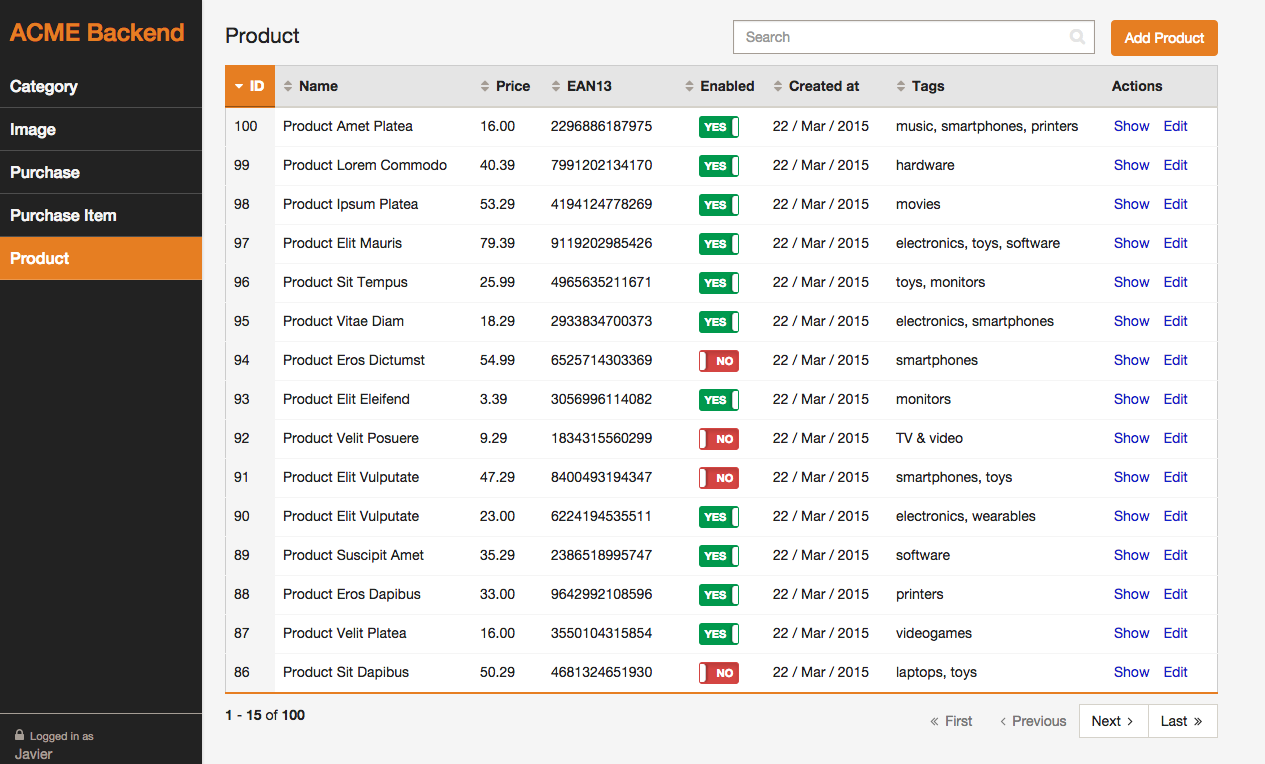 ACME Backend
Category
Image
Purchase
Purchase Item
Product
Logged in as
Javier
Product
Search
Add Product
ID Name Price EAN13 Enabled Created at Tags Actions
100 Product Amet Platea 16.00 2296886187975 YES 22 / Mar / 2015 music, smartphones, printers Show Edit
99 Product Lorem Commodo 40.39 7991202134170 YES 22 / Mar / 2015 hardware Show Edit
98 Product Ipsum Platea 53.29 4194124778269 YES 22 / Mar / 2015 movies Show Edit
97 Product Elit Mauris 79.39 9119202985426 YES 22 / Mar / 2015 electronics, toys, software Show Edit
96 Product Sit Tempus 25.99 4965635211671 YES 22 / Mar / 2015 toys, monitors Show Edit
95 Product Vitae Diam 18.29 2933834700373 YES 22 / Mar / 2015 electronics, smartphones Show Edit
94 Product Eros Dictumst 54.99 6525714303369 NO 22 / Mar / 2015 smartphones Show Edit
93 Product Elit Eleifend 3.39 3056996114082 YES 22 / Mar / 2015 monitors Show Edit
92 Product Velit Posuere 9.29 1834315560299 NO 22 / Mar / 2015 TV & video Show Edit
91 Product Elit Vulputate 47.29 8400493194347 NO 22 / Mar / 2015 smartphones, toys Show Edit
90 Product Elit Vulputate 23.00 6224194535511 YES 22 / Mar / 2015 electronics, wearables Show Edit
89 Product Suscipit Amet 35.29 2386518995747 YES 22 / Mar / 2015 software Show Edit
88 Product Eros Dapibus 33.00 9642992108596 YES 22 / Mar / 2015 printers Show Edit
87 Product Velit Platea 16.00 3550104315854 YES 22 / Mar / 2015 videogames Show Edit
86 Product Sit Dapibus 50.29 4681324651930 NO 22 / Mar / 2015 laptops, toys Show Edit
1 - 15 of 100
« First ‹ Previous Next › Last »